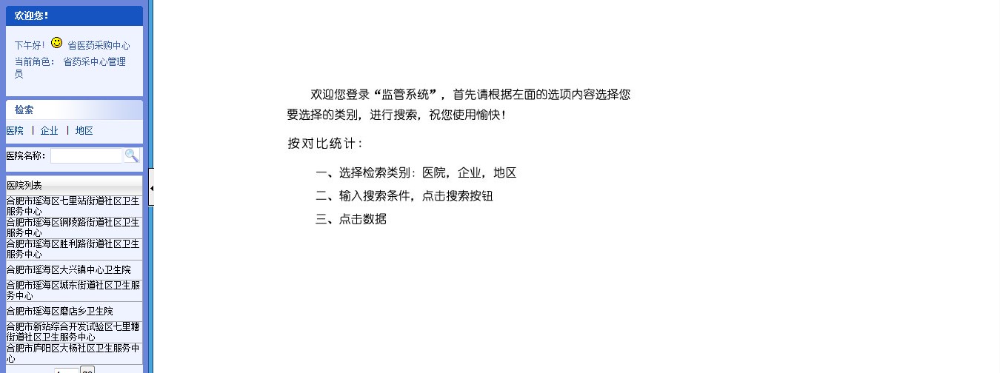 欢迎您!
下午好! 省医药采购中心
当前角色: 省药采中心管理
员
检索
医院 | 企业 | 地区
医院名称:
医院列表
合肥市瑶海区七里站街道社区卫生
服务中心
合肥市瑶海区铜陵路街道社区卫生
服务中心
合肥市瑶海区胜利路街道社区卫生
服务中心
合肥市瑶海区大兴镇中心卫生院
合肥市瑶海区城东街道社区卫生服
务中心
合肥市瑶海区磨店乡卫生院
合肥市新站综合开发试验区七里塘
街道社区卫生服务中心
合肥市庐阳区大杨社区卫生服务中
心
欢迎您登录“监管系统”, 首先请根据左面的选项内容选择您
要选择的类别, 进行搜索, 祝您使用愉快!
按对比统计:
一、选择检索类别: 医院, 企业, 地区
二、输入搜索条件, 点击搜索按钮
三、点击数据